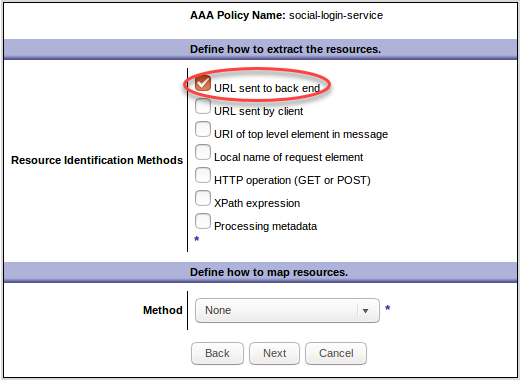 AAA Policy Name: social-login-service
Define how to extract the resources.
Resource Identification Methods
URL sent to back end
URL sent by client
URI of top level element in message
Local name of request element
HTTP operation (GET or POST)
XPath expression
Processing metadata
*
Define how to map resources.
Method None *
Back Next Cancel